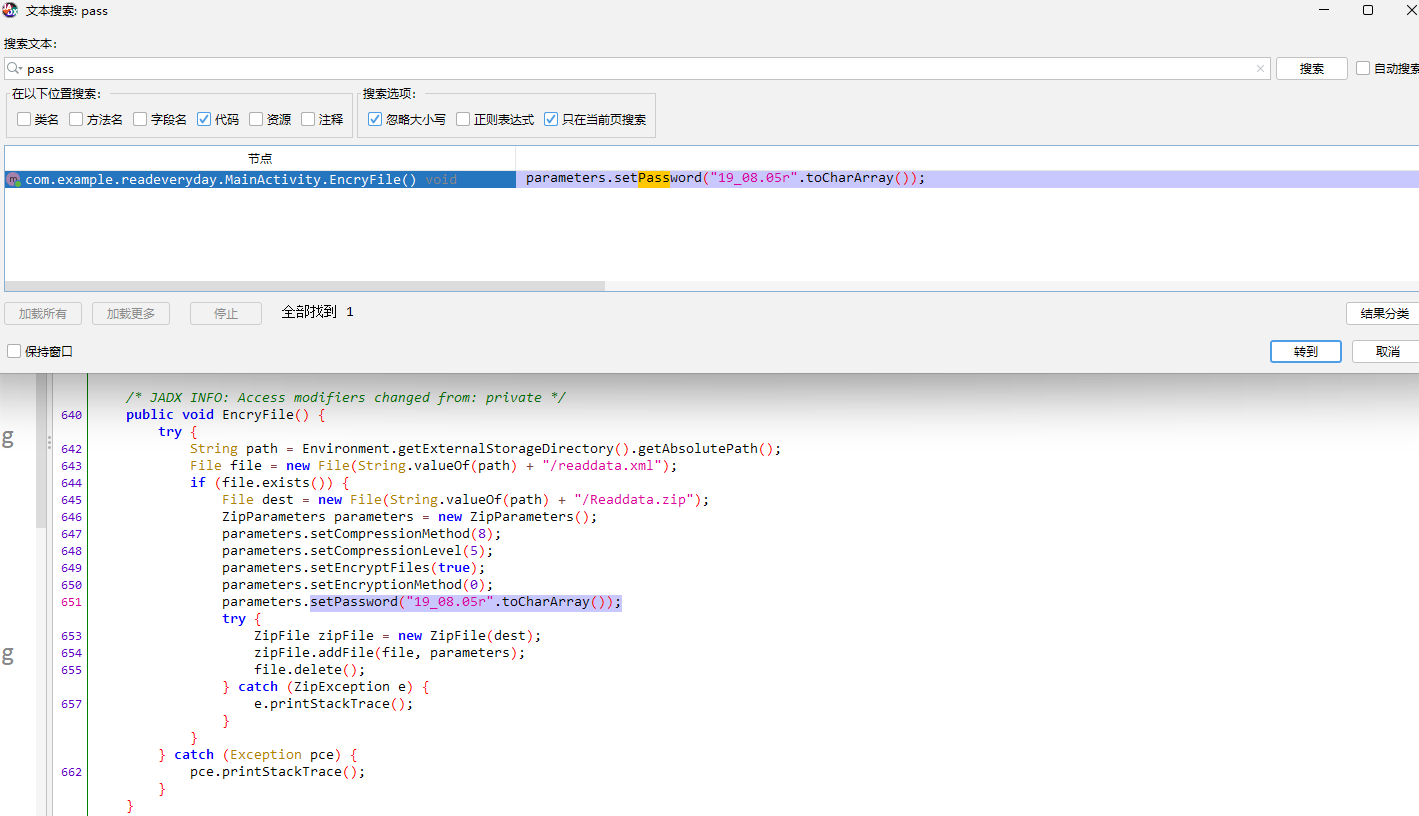 文本搜索: pass
搜索文本:
pass
搜索
自动搜索
在以下位置搜索:
搜索选项:
类名 方法名 字段名 代码 资源 注释
忽略大小写 正则表达式 只在当前页搜索
节点
m com.example.readeveryday.MainActivity.EncryFile() void
parameters.setPassword("19_08.05r".toCharArray());
加载所有 加载更多 停止 全部找到 1
结果分类
保持窗口
转到 取消
/* JADX INFO: Access modifiers changed from: private */
640 public void EncryFile() {
g
try {
642 String path = Environment.getExternalStorageDirectory().getAbsolutePath();
643 File file = new File(String.valueOf(path) + "/readdata.xml");
644 if (file.exists()) {
645 File dest = new File(String.valueOf(path) + "/Readdata.zip");
646 ZipParameters parameters = new ZipParameters();
647 parameters.setCompressionMethod(8);
648 parameters.setCompressionLevel(5);
649 parameters.setEncryptFiles(true);
650 parameters.setEncryptionMethod(0);
651 parameters.setPassword("19_08.05r".toCharArray());
try {
653 ZipFile zipFile = new ZipFile(dest);
g
654 zipFile.addFile(file, parameters);
655 file.delete();
} catch (ZipException e) {
657 e.printStackTrace();
}
}
} catch (Exception pce) {
662 pce.printStackTrace();
}
}